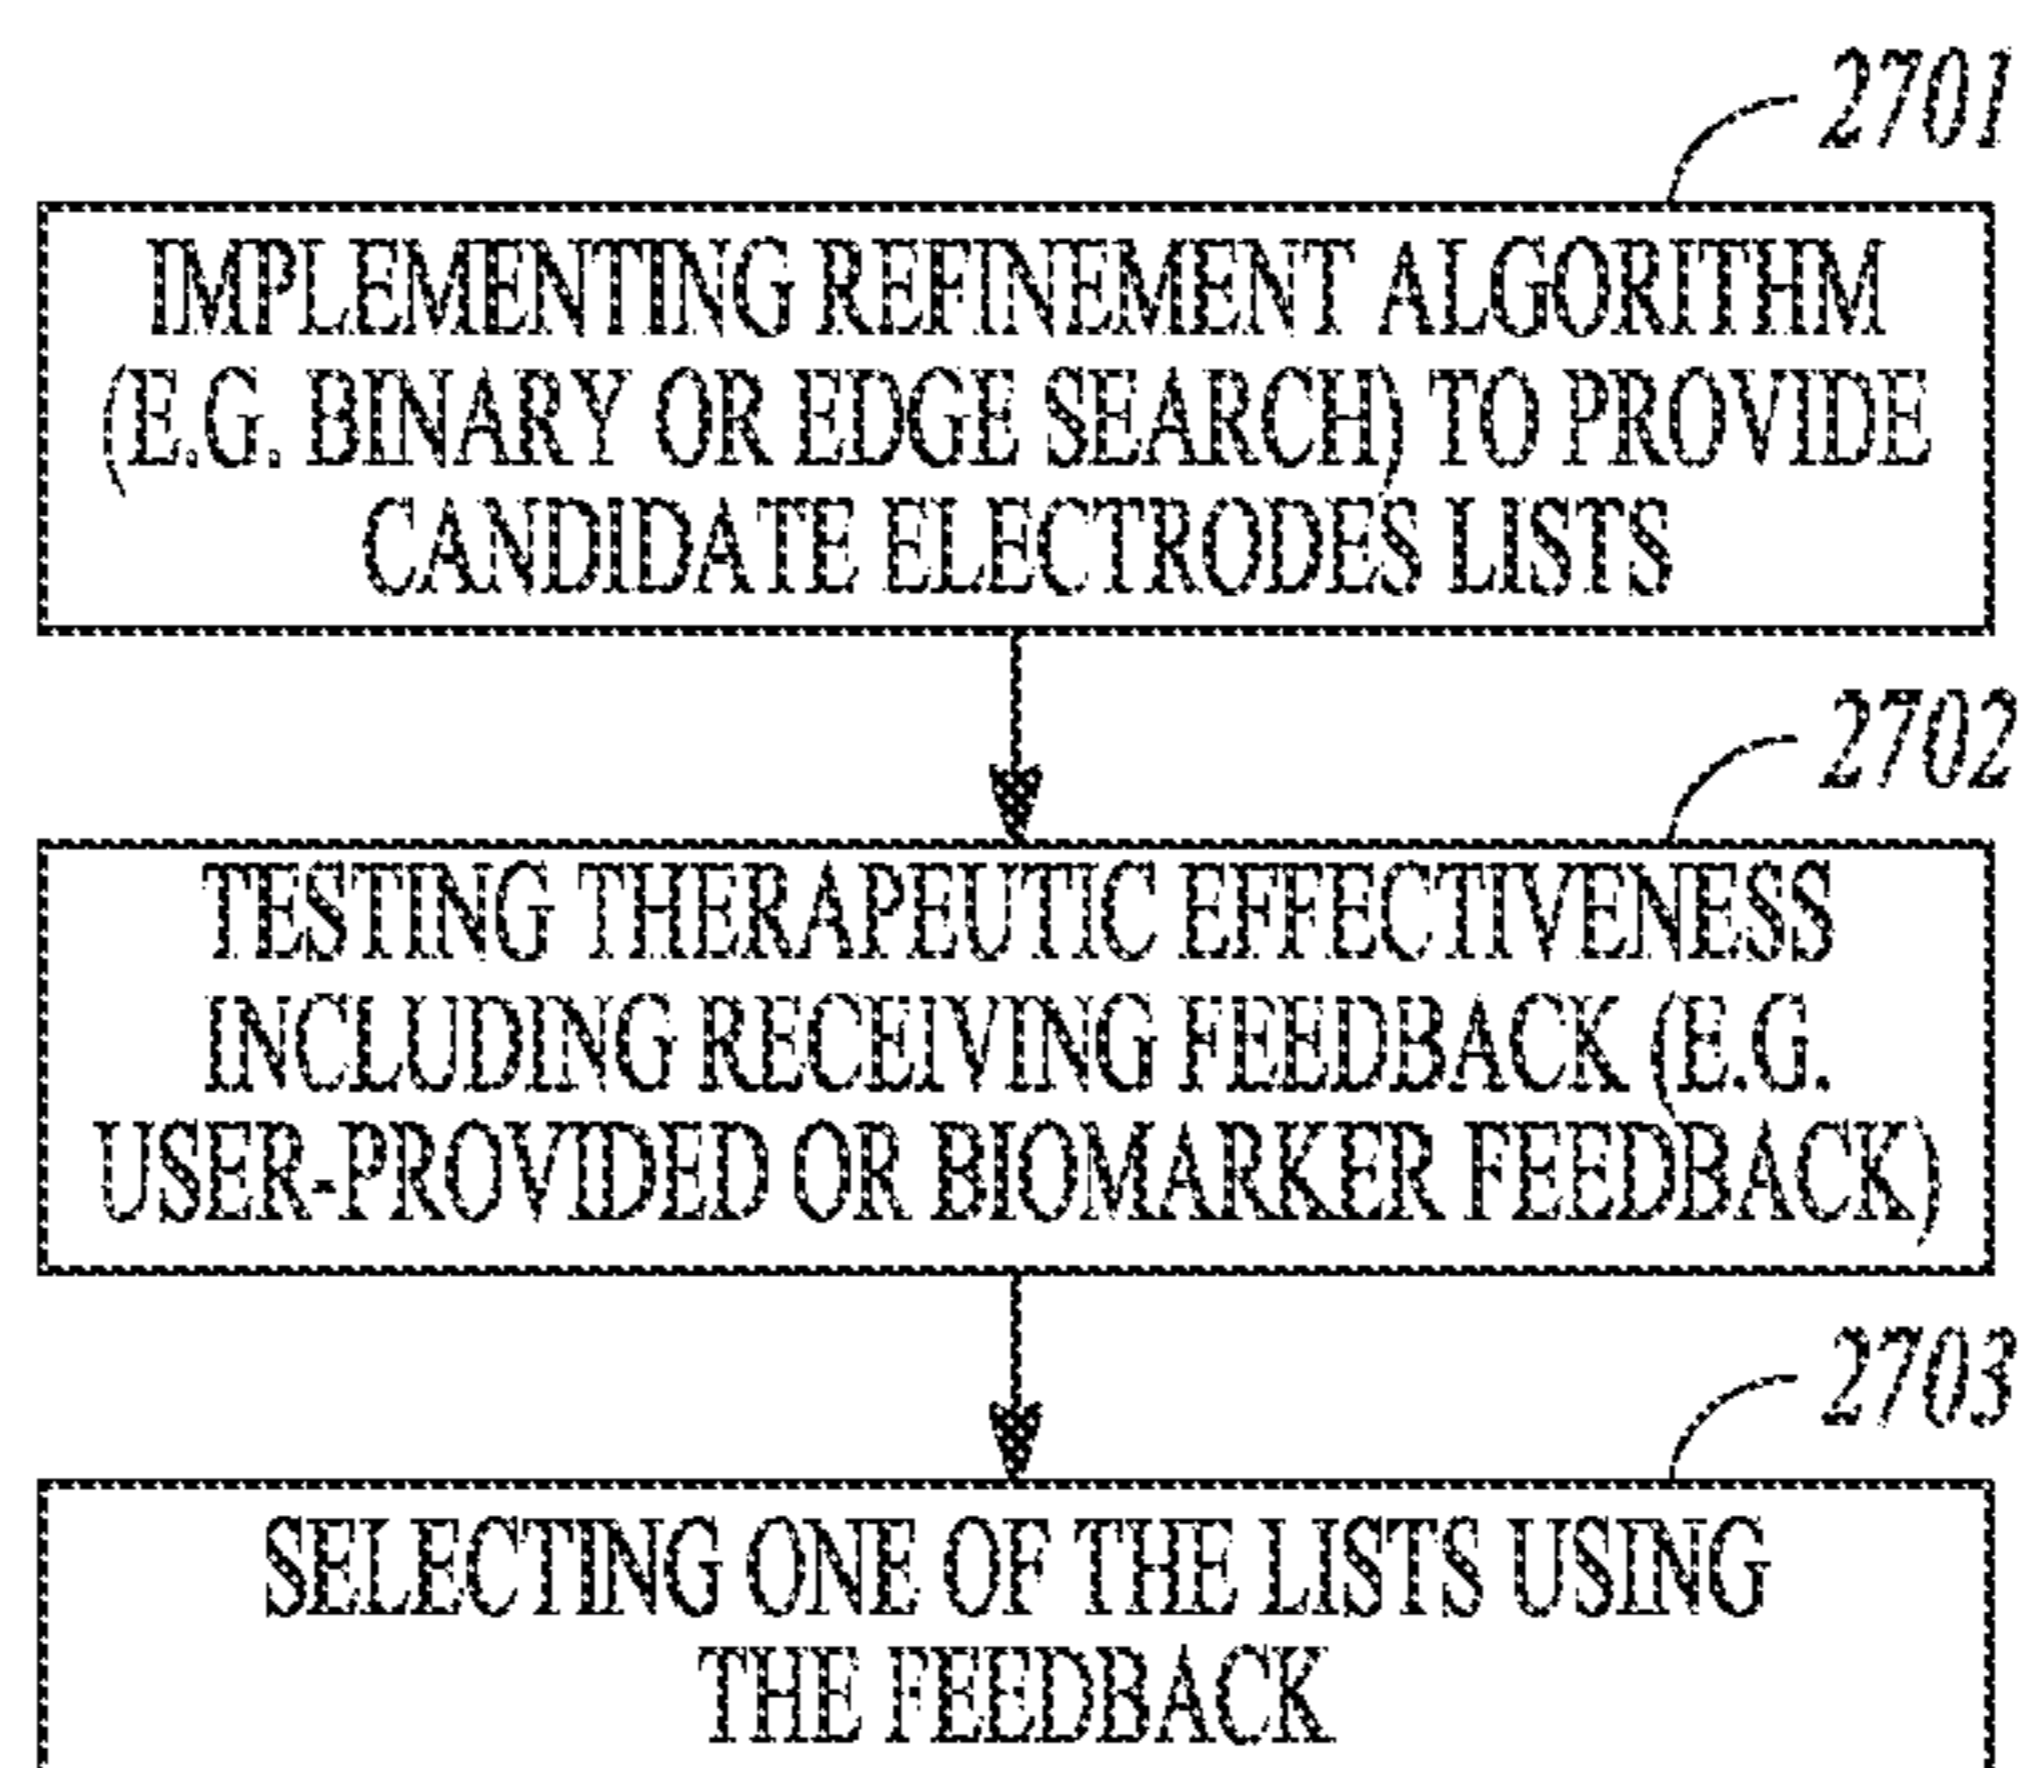 2701
IMPLEMENTING REFINEMENT ALGORITHM
(E.G. BINARY OR EDGE SEARCH) TO PROVIDE
CANDIDATE ELECTRODES LISTS
2702
TESTING THERAPEUTIC EFFECTIVENESS
INCLUDING RECEIVING FEEDBACK (E.G.
USER-PROVIDED OR BIOMARKER FEEDBACK)
2703
SELECTING ONE OF THE LISTS USING
THE FEEDBACK